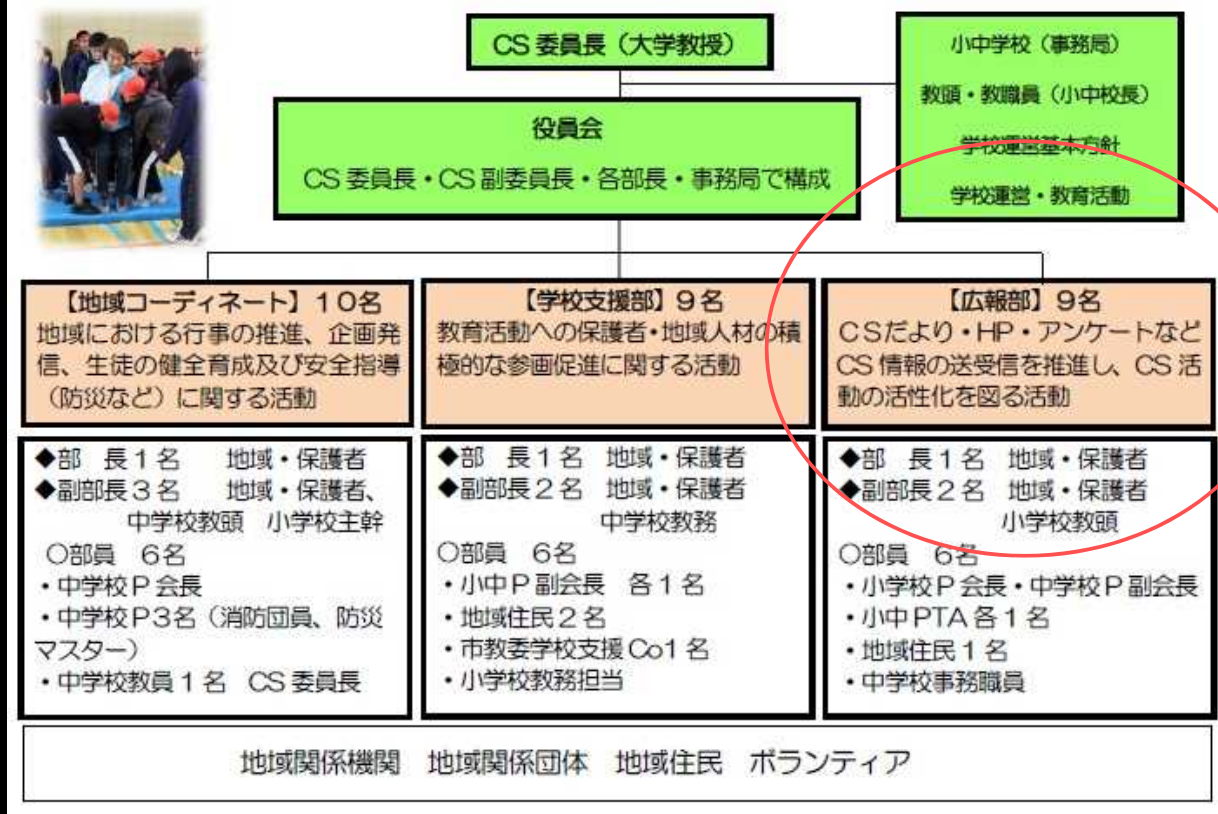 CS 委員長（大学教授）
小中学校（事務局）
教頭・教職員（小中校長）
学校運営基本方針
学校運営・教育活動
役員会
CS 委員長・CS 副委員長・各部長・事務局で構成
【地域コーディネート】１０名
地域における行事の推進、企画発
信、生徒の健全育成及び安全指導
（防災など）に関する活動
【学校支援部】９名
教育活動への保護者・地域人材の積
極的な参画促進に関する活動
【広報部】９名
ＣＳだより・HP・アンケートなど
CS 情報の送受信を推進し、CS 活
動の活性化を図る活動
◆部　長１名　　地域・保護者
◆副部長３名　　地域・保護者、
中学校教頭　小学校主幹
○部員　６名
・中学校Ｐ会長
・中学校Ｐ3名（消防団員、防災
マスター）
・中学校教員１名　CS 委員長
◆部　長１名　地域・保護者
◆副部長２名　地域・保護者
中学校教務
○部員　６名
・小中Ｐ副会長　各１名
・地域住民２名
・市教委学校支援 Co1 名
・小学校教務担当
◆部　長１名　地域・保護者
◆副部長２名　地域・保護者
小学校教頭
○部員　６名
・小学校Ｐ会長・中学校Ｐ副会長
・小中 PTA 各１名
・地域住民１名
・中学校事務職員
地域関係機関　地域関係団体　地域住民　ボランティア